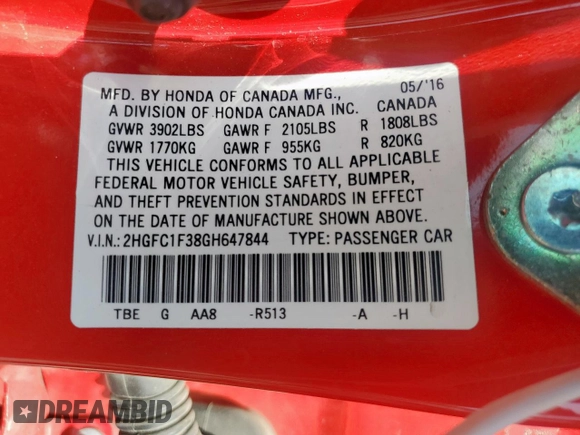 MFD. BY HONDA OF CANADA MFG., 05/'16
A DIVISION OF HONDA CANADA INC. CANADA
GVWR 3902LBS GAWR F 2105LBS R 1808LBS
GVWR 1770KG GAWR F 955KG R 820KG
THIS VEHICLE CONFORMS TO ALL APPLICABLE
FEDERAL MOTOR VEHICLE SAFETY, BUMPER,
AND THEFT PREVENTION STANDARDS IN EFFECT
ON THE DATE OF MANUFACTURE SHOWN ABOVE.
V.I.N.: 2HGFC1F38GH647844 TYPE: PASSENGER CAR
TBE G AA8 -R513 -A -H
DREAMBID